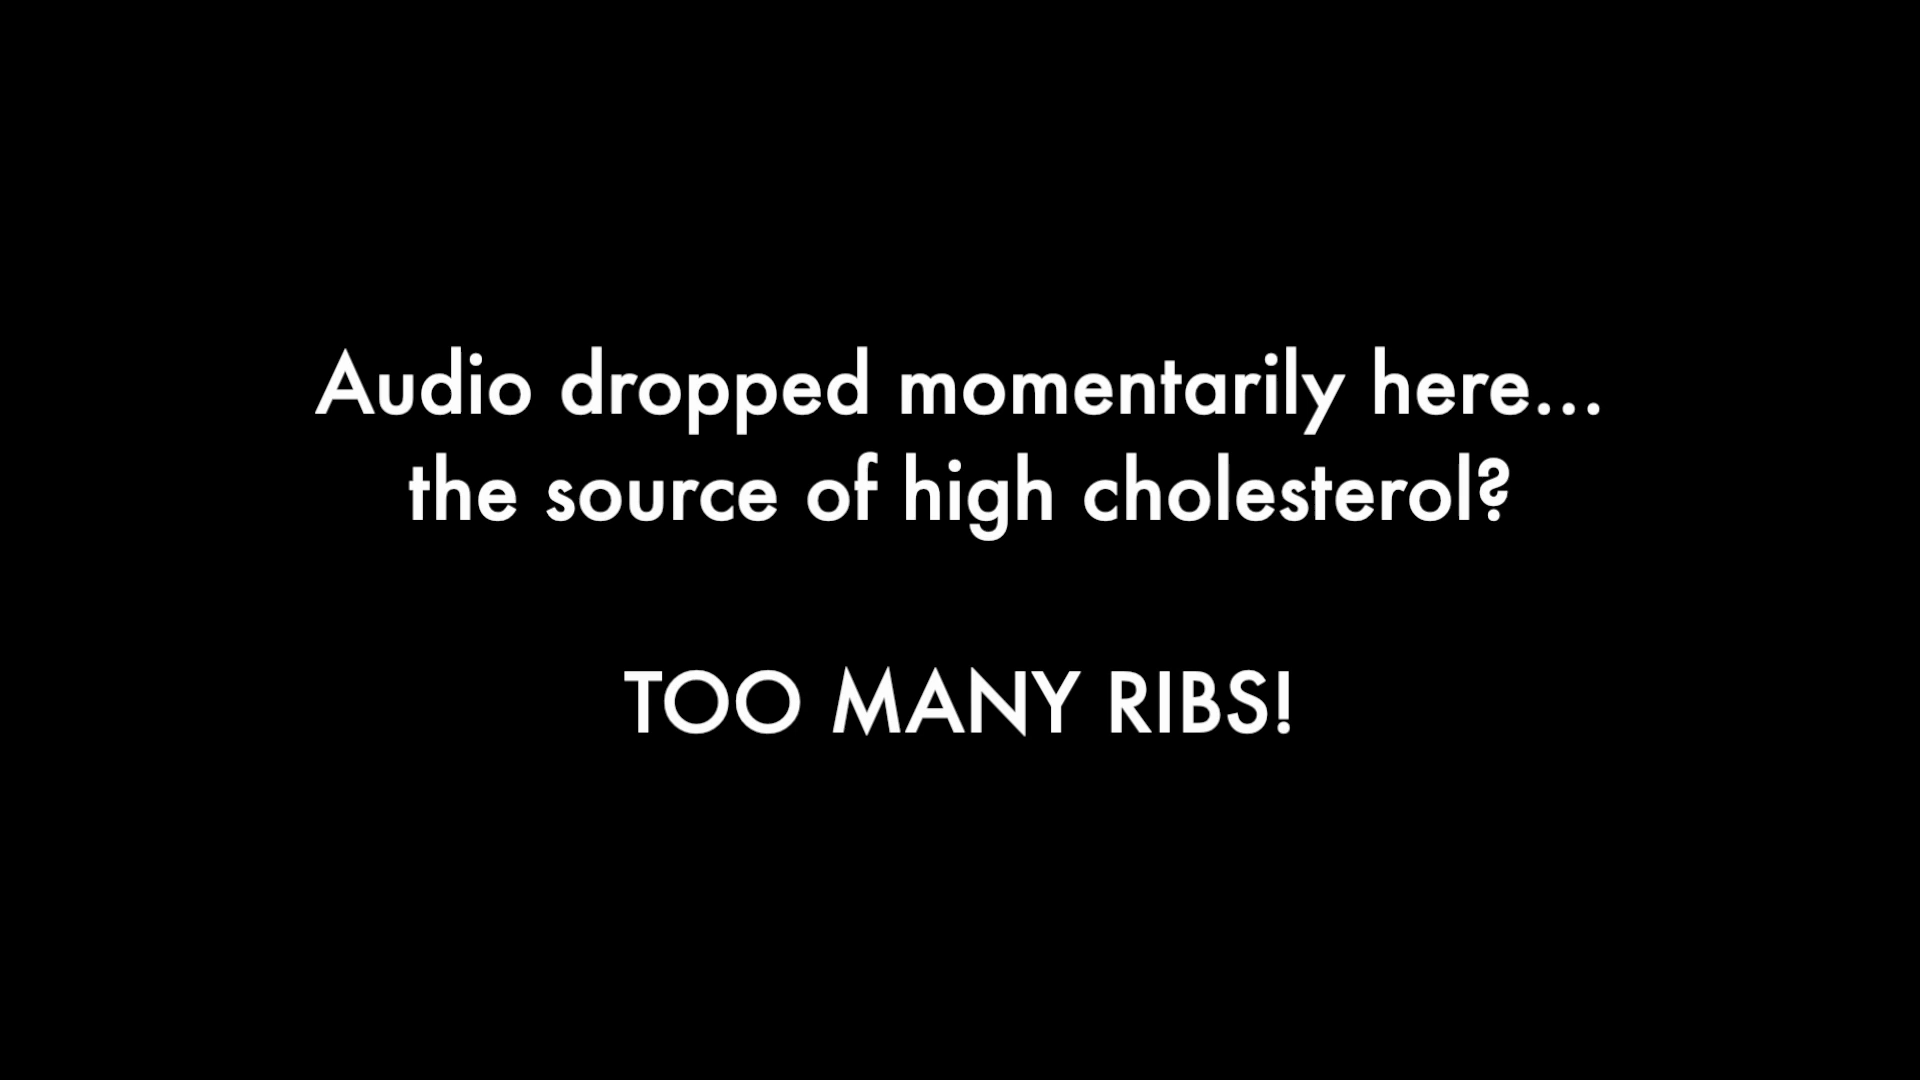 Audio dropped momentarily here...
the source of high cholesterol?
TOO MANY RIBS!